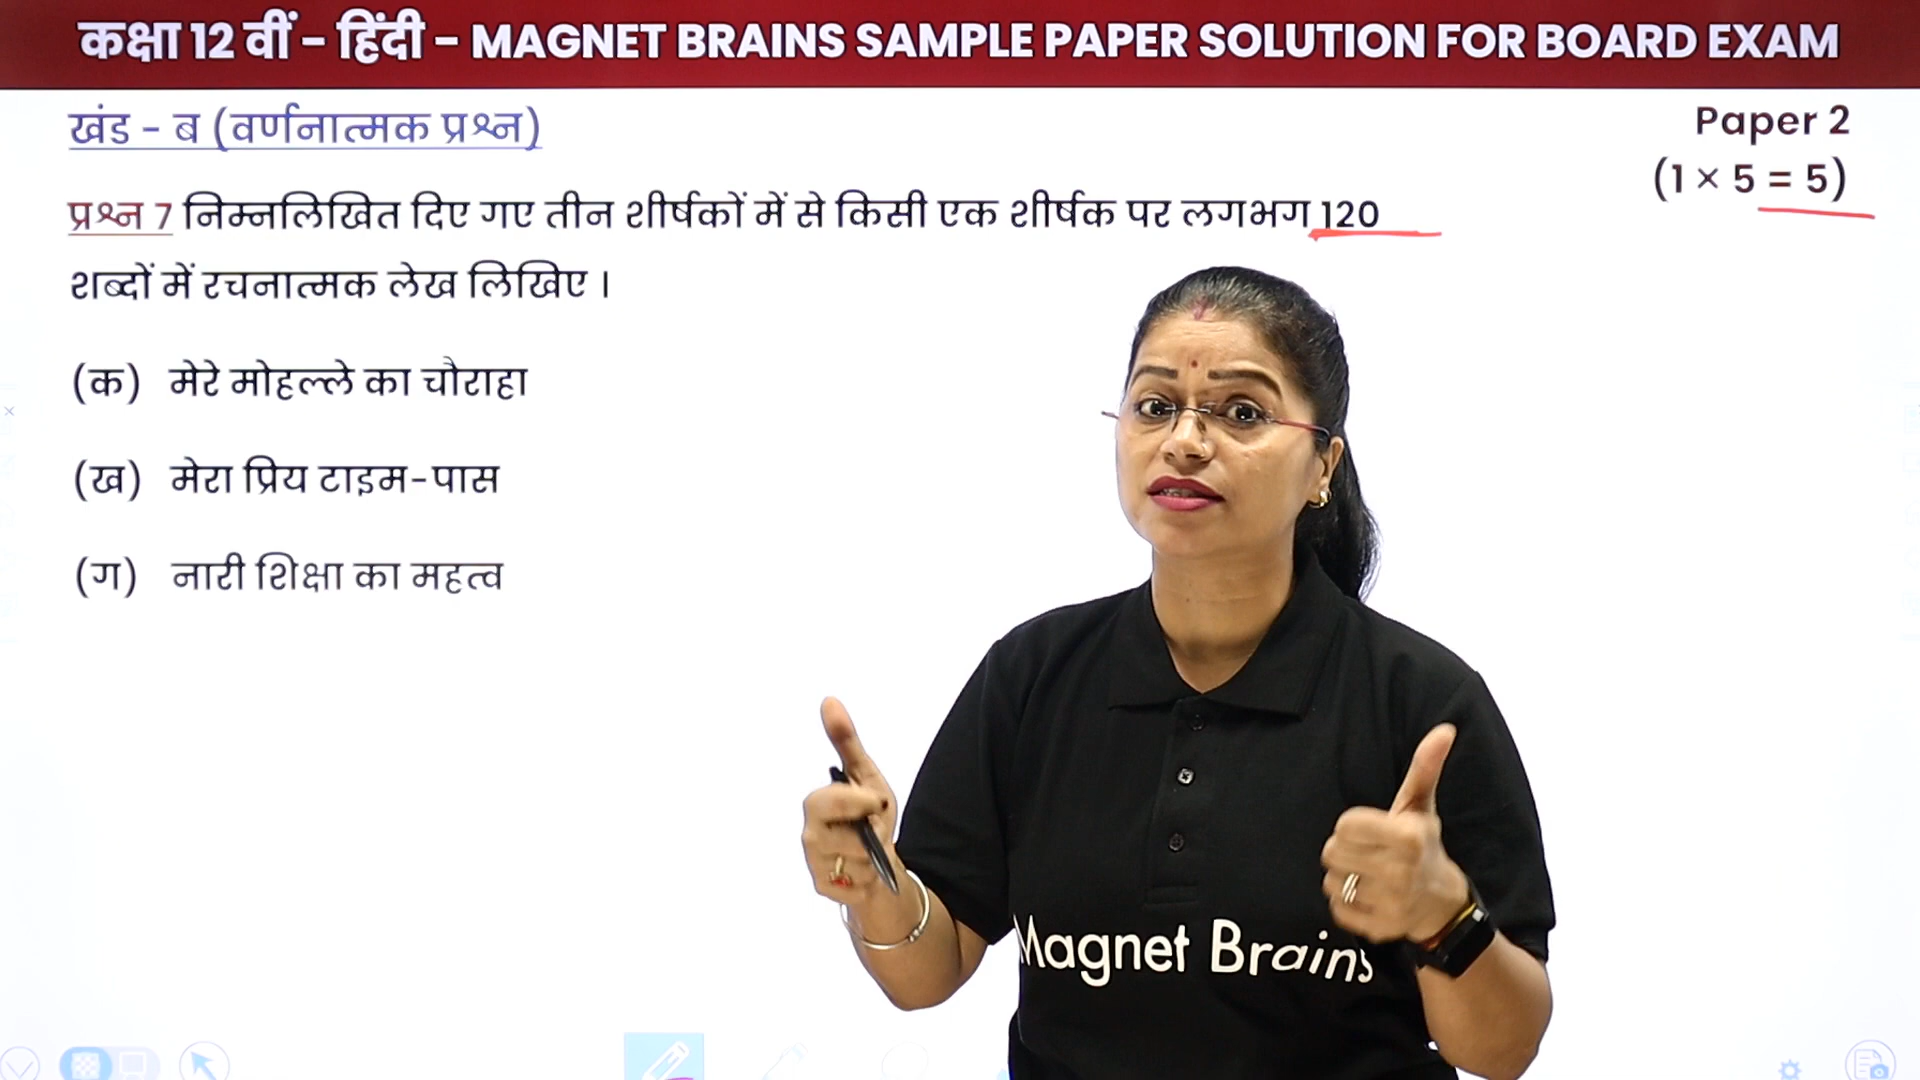 कक्षा 12 वीं - हिंदी - MAGNET BRAINS SAMPLE PAPER SOLUTION FOR BOARD EXAM
खंड - ब (वर्णनात्मक प्रश्न)
Paper 2
(1 × 5 = 5)
प्रश्न 7 निम्नलिखित दिए गए तीन शीर्षकों में से किसी एक शीर्षक पर लगभग 120
शब्दों में रचनात्मक लेख लिखिए ।
(क) मेरे मोहल्ले का चौराहा
(ख) मेरा प्रिय टाइम-पास
(ग) नारी शिक्षा का महत्व
Magnet Brains